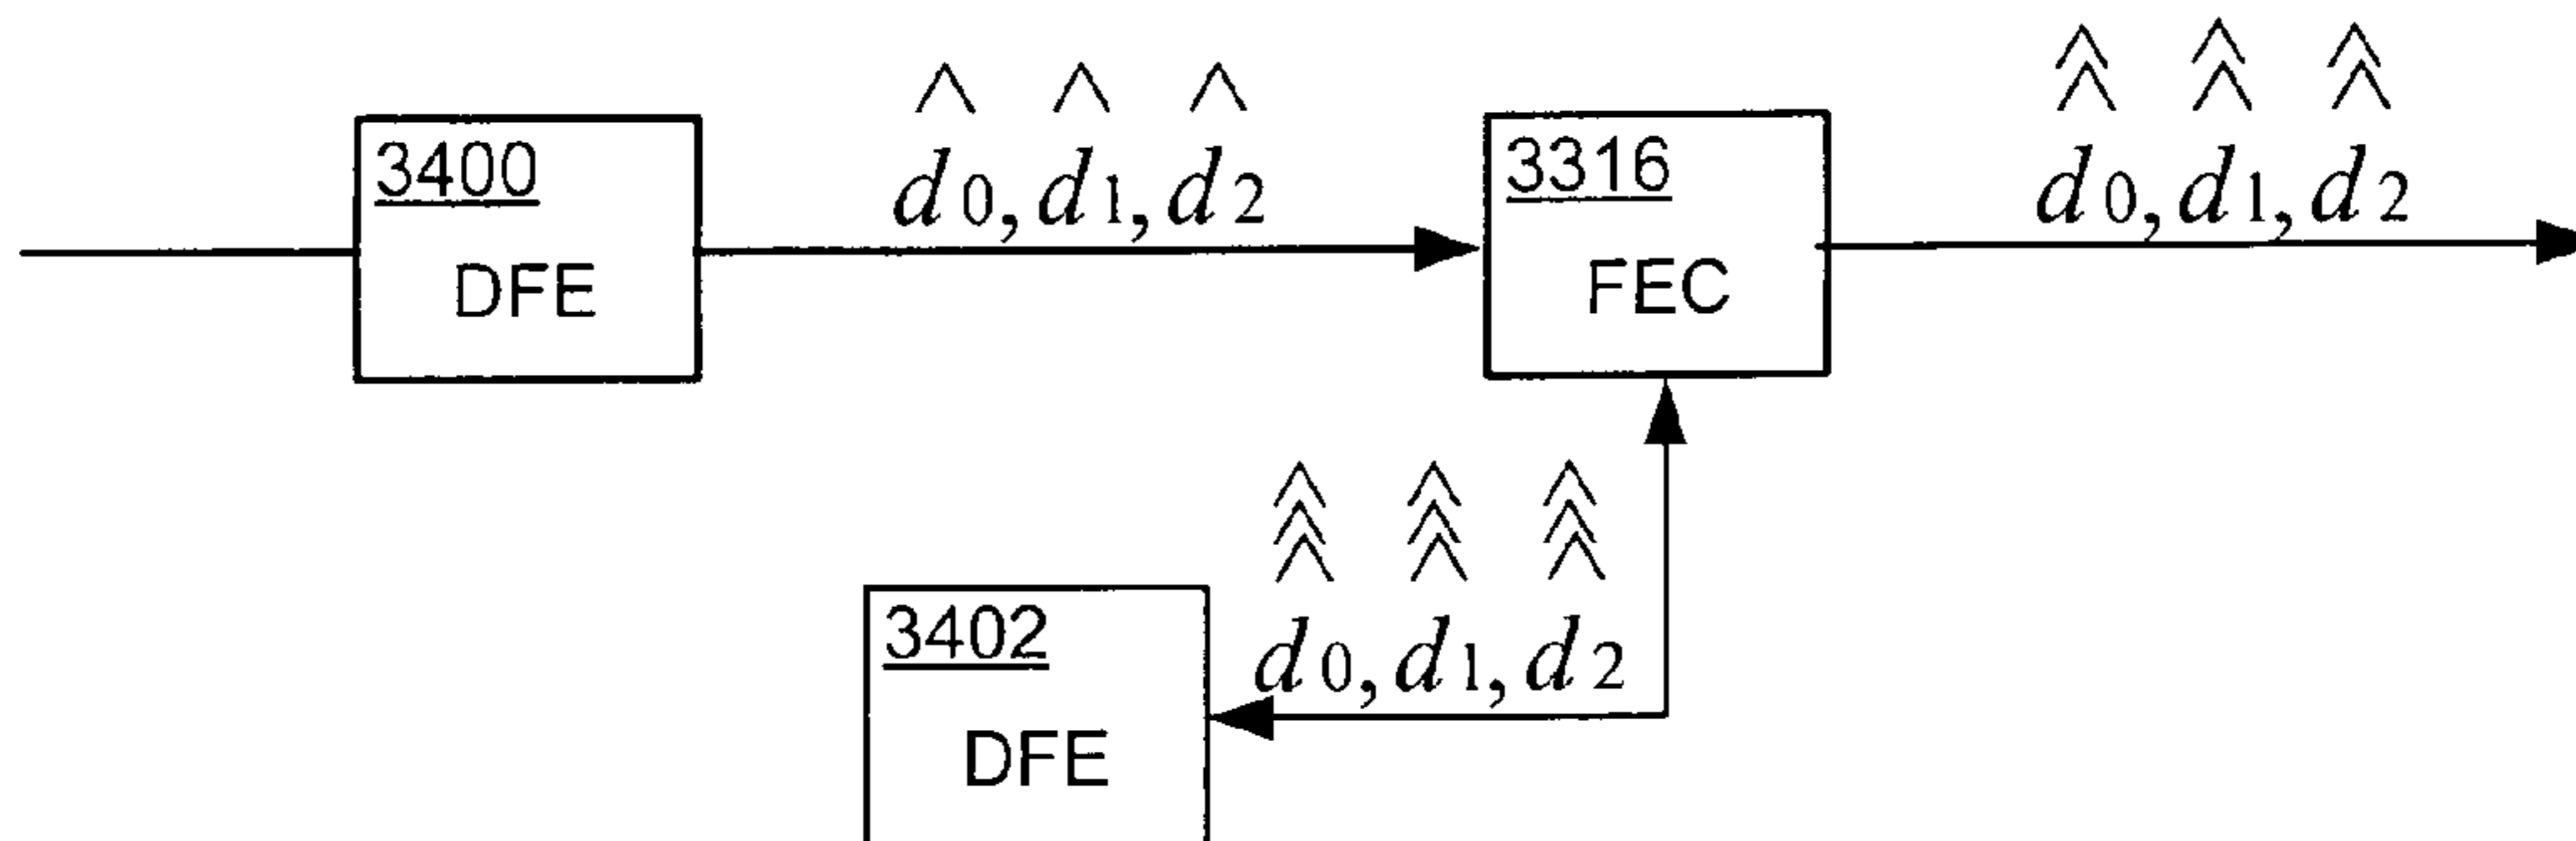 3400
DFE
^ ^ ^
d0, d1, d2
3316
FEC
^ ^ ^
^ ^ ^
d0, d1, d2
^ ^ ^
^ ^ ^
^ ^ ^
d0, d1, d2
3402
DFE